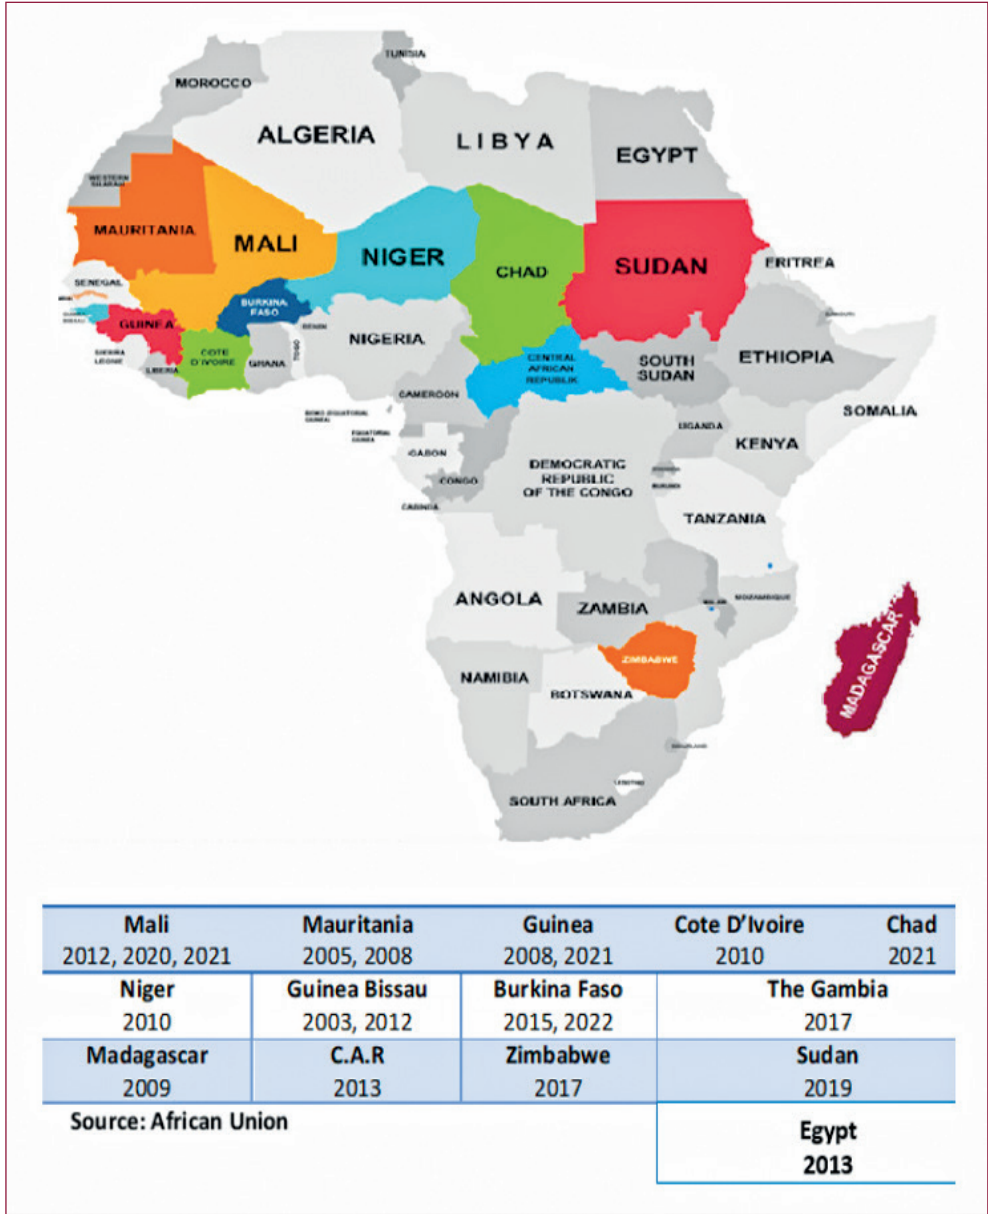 TUNISIA
MOROCCO
ALGERIA
LIBYA
EGYPT
WESTERN
MAURITANIA
MALI
NIGER
CHAD
SUDAN
ERITREA
SENEGAL
BURKINA
FASO
GUINEA
COTE
D'IVOIRE
SIERRA
LEONE
LIBERIA
GHANA
TOGO
BENIN
NIGERIA
CENTRAL
AFRICAN
REPUBLIK
SOUTH
SUDAN
ETHIOPIA
CAMEROON
SOMALIA
EQUATORIAL
GUINEA
UGANDA
KENYA
GABON
CONGO
DEMOCRATIC
REPUBLIC
OF THE CONGO
CABINDA
TANZANIA
ANGOLA
ZAMBIA
MOZAMBIQUE
ZIMBABWE
MADAGASCAR
NAMIBIA
BOTSWANA
SOUTH AFRICA
Mali Mauritania Guinea Cote D'Ivoire Chad
2012, 2020, 2021 2005, 2008 2008, 2021 2010 2021
Niger Guinea Bissau Burkina Faso The Gambia
2010 2003, 2012 2015, 2022 2017
Madagascar C.A.R Zimbabwe Sudan
2009 2013 2017 2019
Source: African Union
Egypt
2013